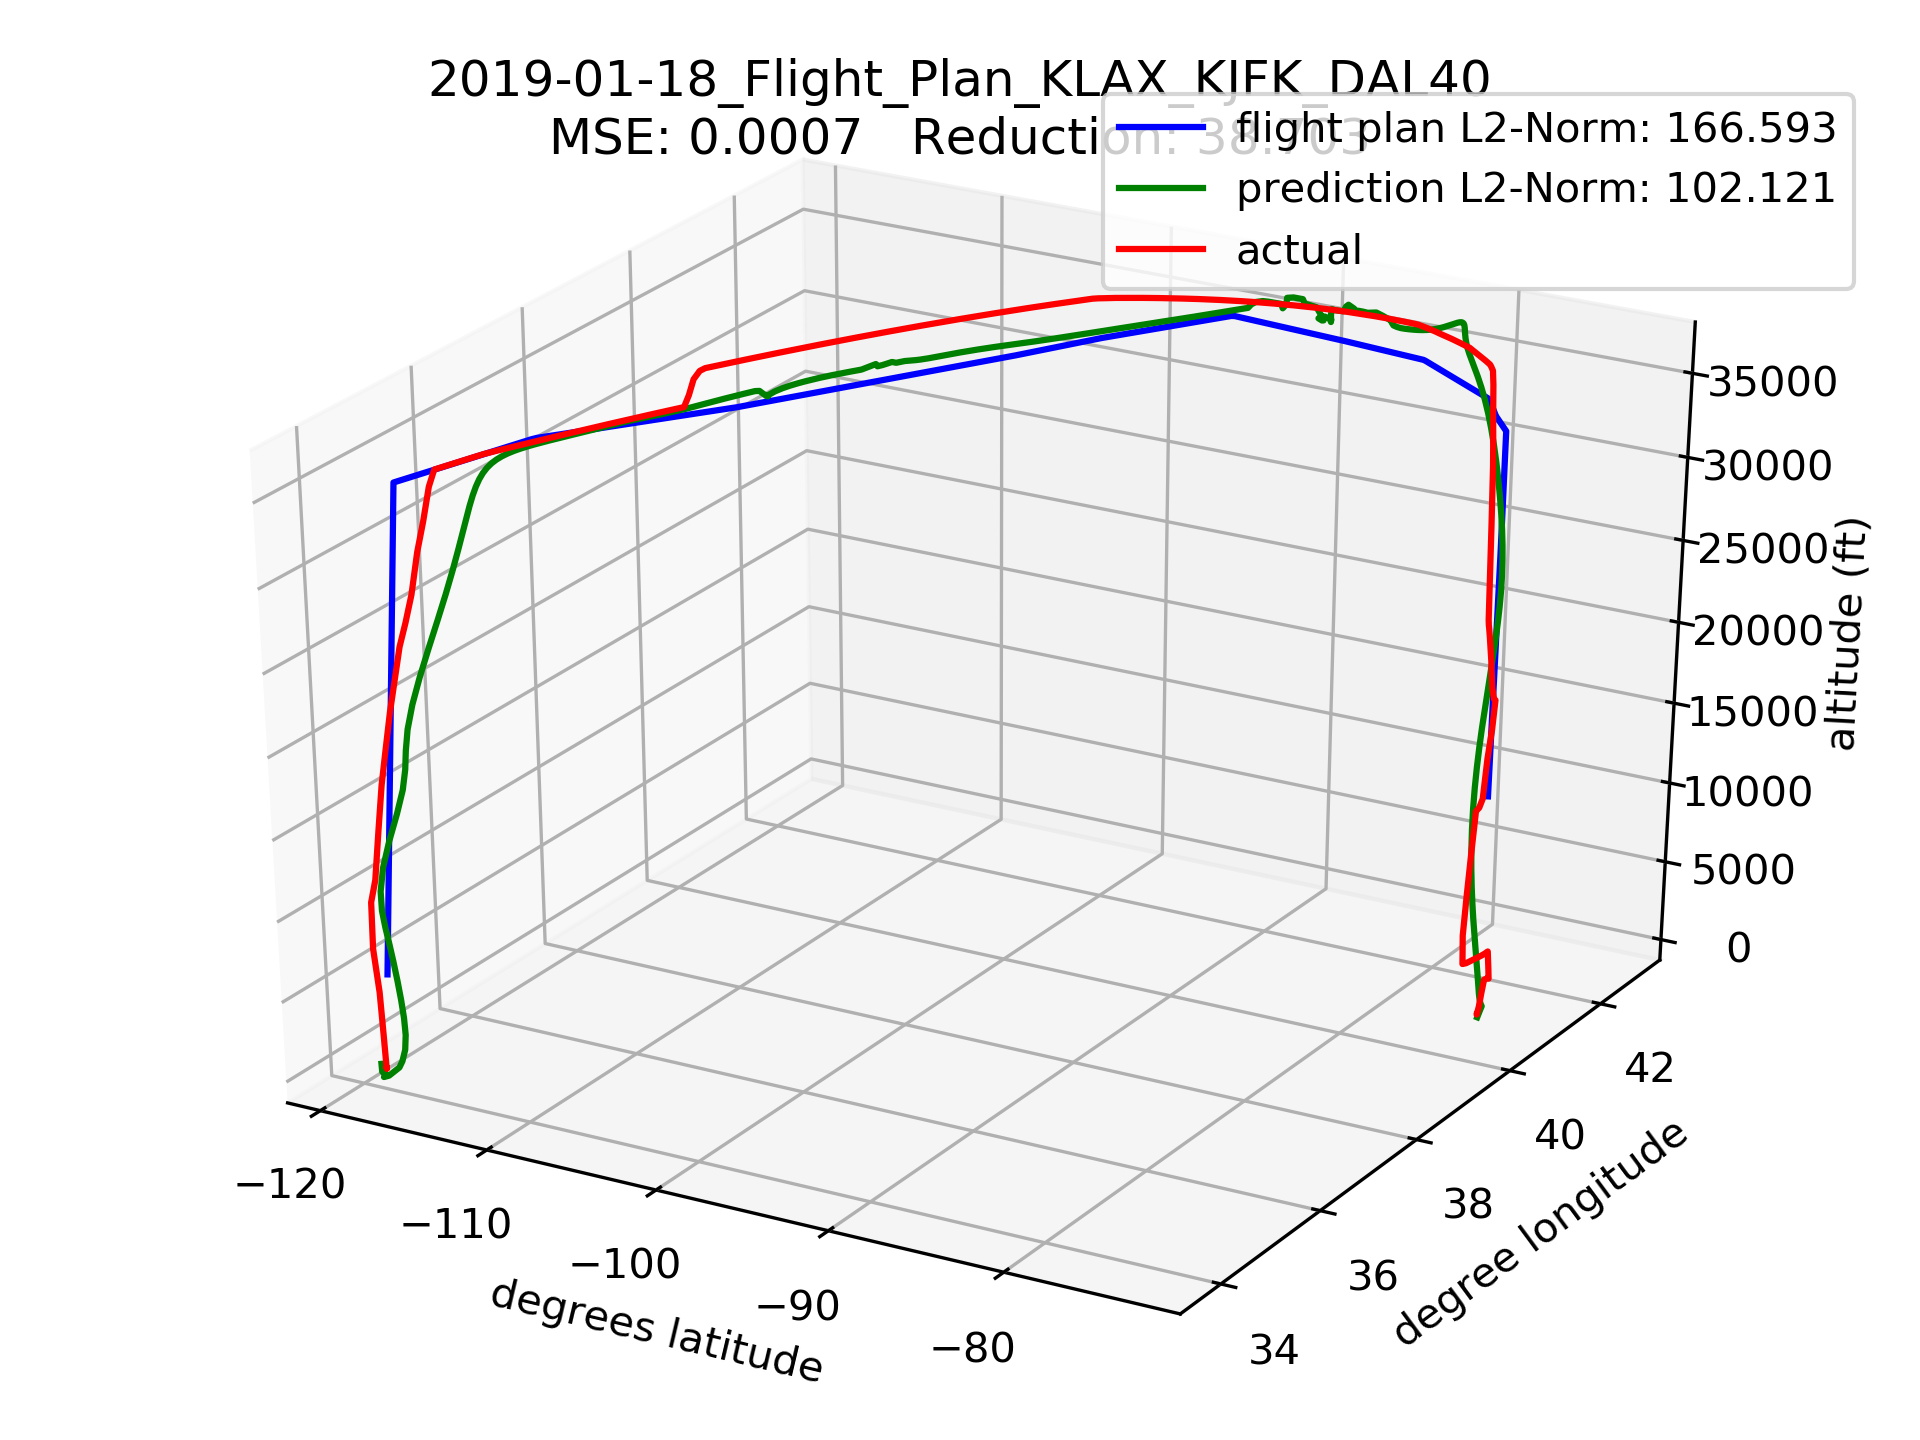 2019-01-18_Flight_Plan_KLAX_KJFK_DAL40
MSE: 0.0007 Reduction: 38.703
flight plan L2-Norm: 166.593
prediction L2-Norm: 102.121
actual
35000
30000
25000
20000
15000
10000
5000
0
altitude (ft)
−120
−110
−100
−90
−80
degrees latitude
34
36
38
40
42
degree longitude